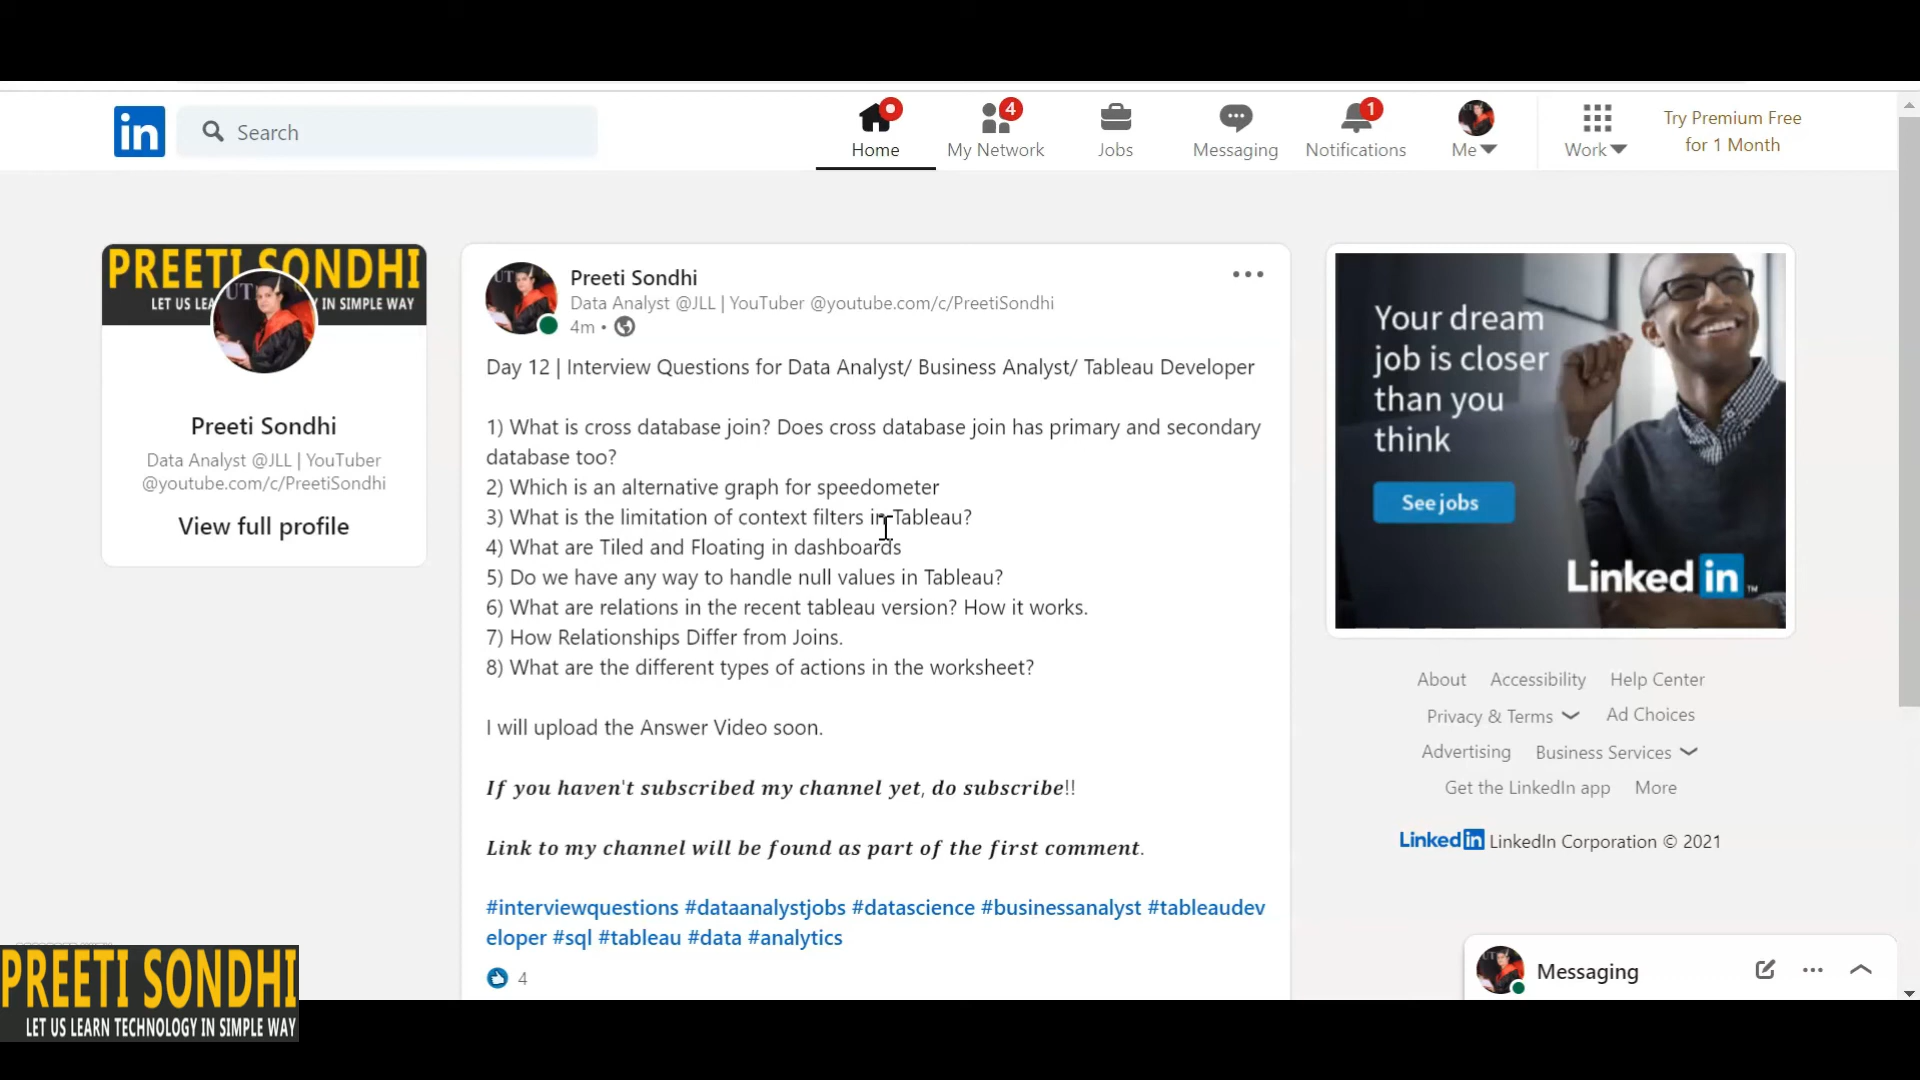 in
Search
Home
4
My Network
Jobs
Messaging
1
Notifications
Me
Work
Try Premium Free
for 1 Month
PREETI SONDHI
LET US LEA
Y IN SIMPLE WAY
UT
Preeti Sondhi
Data Analyst @JLL | YouTuber
@youtube.com/c/PreetiSondhi
View full profile
Preeti Sondhi
Data Analyst @JLL | YouTuber @youtube.com/c/PreetiSondhi
4m •
Day 12 | Interview Questions for Data Analyst/ Business Analyst/ Tableau Developer
1) What is cross database join? Does cross database join has primary and secondary
database too?
2) Which is an alternative graph for speedometer
3) What is the limitation of context filters in Tableau?
4) What are Tiled and Floating in dashboards
5) Do we have any way to handle null values in Tableau?
6) What are relations in the recent tableau version? How it works.
7) How Relationships Differ from Joins.
8) What are the different types of actions in the worksheet?
I will upload the Answer Video soon.
If you haven't subscribed my channel yet, do subscribe!!
Link to my channel will be found as part of the first comment.
#interviewquestions #dataanalystjobs #datascience #businessanalyst #tableaudev
eloper #sql #tableau #data #analytics
4
Your dream
job is closer
than you
think
See jobs
Linked in
About Accessibility Help Center
Privacy & Terms Ad Choices
Advertising Business Services
Get the LinkedIn app More
Linked in LinkedIn Corporation © 2021
Messaging
PREETI SONDHI
LET US LEARN TECHNOLOGY IN SIMPLE WAY